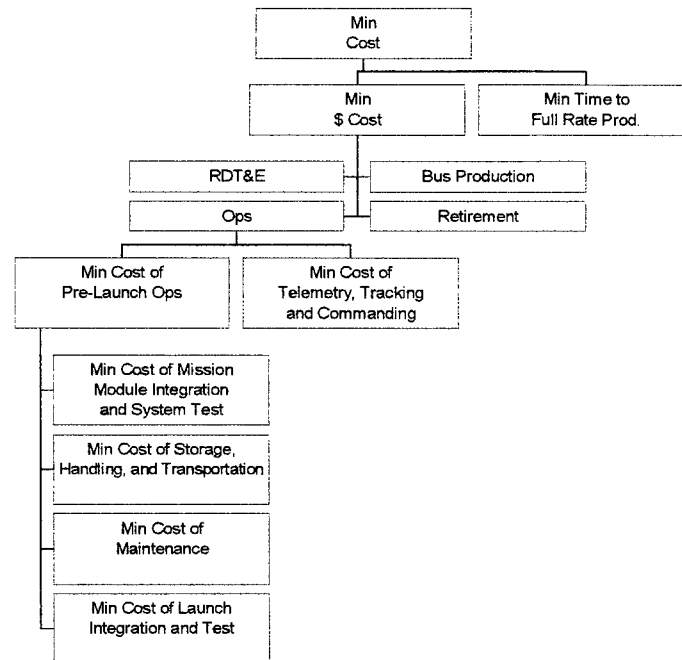 Min
Cost
Min
$ Cost
Min Time to
Full Rate Prod.
RDT&E
Bus Production
Ops
Retirement
Min Cost of
Pre-Launch Ops
Min Cost of
Telemetry, Tracking
and Commanding
Min Cost of Mission
Module Integration
and System Test
Min Cost of Storage,
Handling, and Transportation
Min Cost of
Maintenance
Min Cost of Launch
Integration and Test